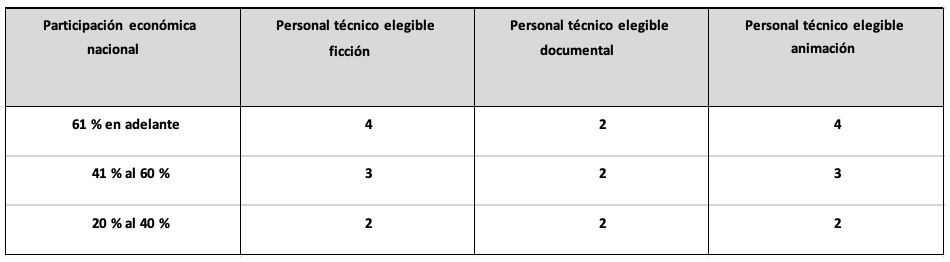 Participación económica nacional | Personal técnico elegible ficción | Personal técnico elegible documental | Personal técnico elegible animación
61 % en adelante | 4 | 2 | 4
41 % al 60 % | 3 | 2 | 3
20 % al 40 % | 2 | 2 | 2